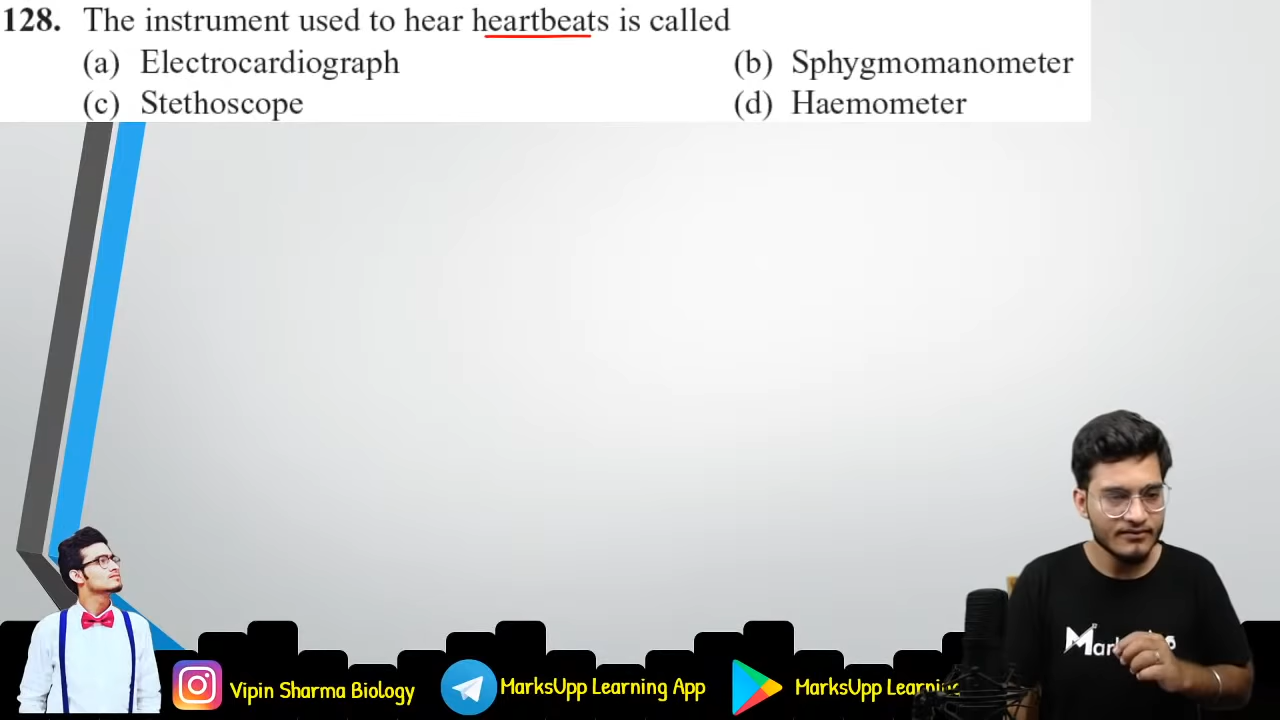 128. The instrument used to hear heartbeats is called
(a) Electrocardiograph (b) Sphygmomanometer
(c) Stethoscope (d) Haemometer
Vipin Sharma Biology MarksUpp Learning App MarksUpp